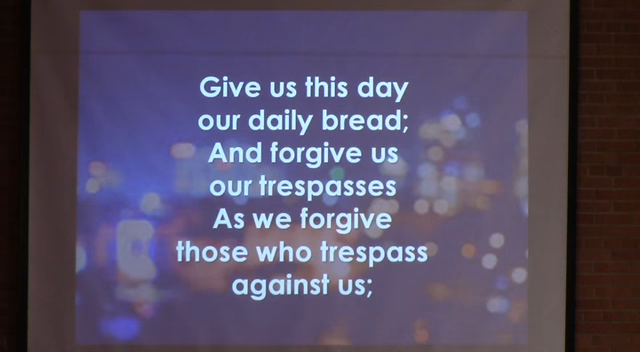 Give us this day
our daily bread;
And forgive us
our trespasses
As we forgive
those who trespass
against us;